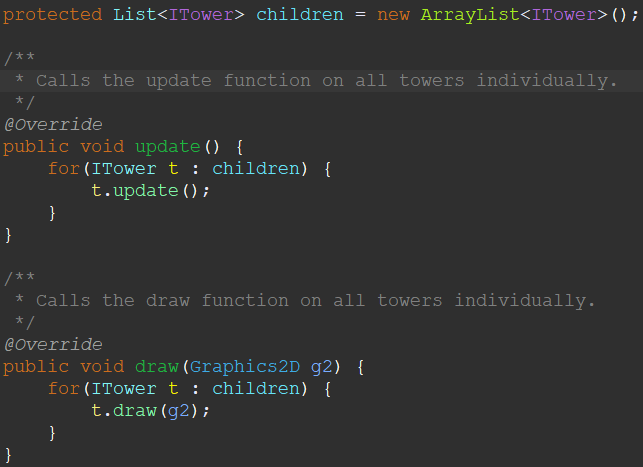 protected List<ITower> children = new ArrayList<ITower>();
/**
 * Calls the update function on all towers individually.
 */
@Override
public void update() {
    for(ITower t : children) {
        t.update();
    }
}
/**
 * Calls the draw function on all towers individually.
 */
@Override
public void draw(Graphics2D g2) {
    for(ITower t : children) {
        t.draw(g2);
    }
}